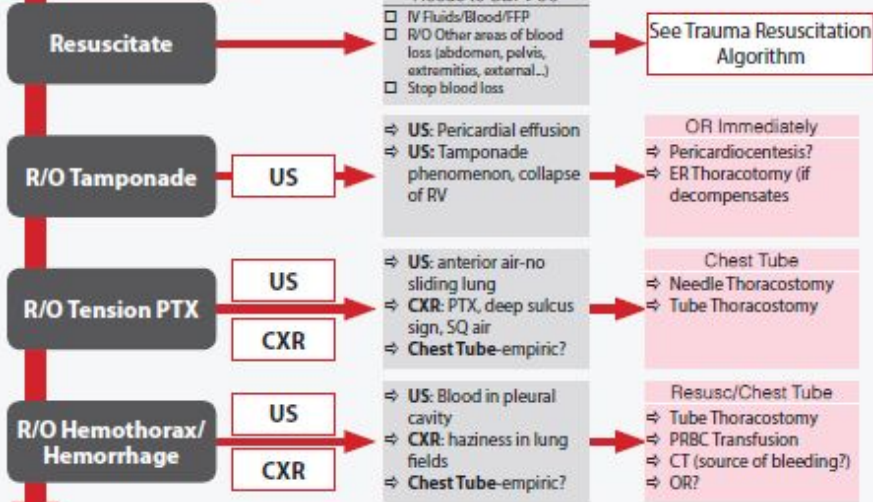 Resuscitate
□ IV Fluids/Blood/FFP
□ R/O Other areas of blood
loss (abdomen, pelvis,
extremities, external...)
□ Stop blood loss
See Trauma Resuscitation
Algorithm
R/O Tamponade
US
⇨ US: Pericardial effusion
⇨ US: Tamponade
phenomenon, collapse
of RV
OR Immediately
⇨ Pericardiocentesis?
⇨ ER Thoracotomy (if
decompensates
R/O Tension PTX
US
CXR
⇨ US: anterior air-no
sliding lung
⇨ CXR: PTX, deep sulcus
sign, SQ air
⇨ Chest Tube-empiric?
Chest Tube
⇨ Needle Thoracostomy
⇨ Tube Thoracostomy
R/O Hemothorax/
Hemorrhage
US
CXR
⇨ US: Blood in pleural
cavity
⇨ CXR: haziness in lung
fields
⇨ Chest Tube-empiric?
Resusc/Chest Tube
⇨ Tube Thoracostomy
⇨ PRBC Transfusion
⇨ CT (source of bleeding?)
⇨ OR?